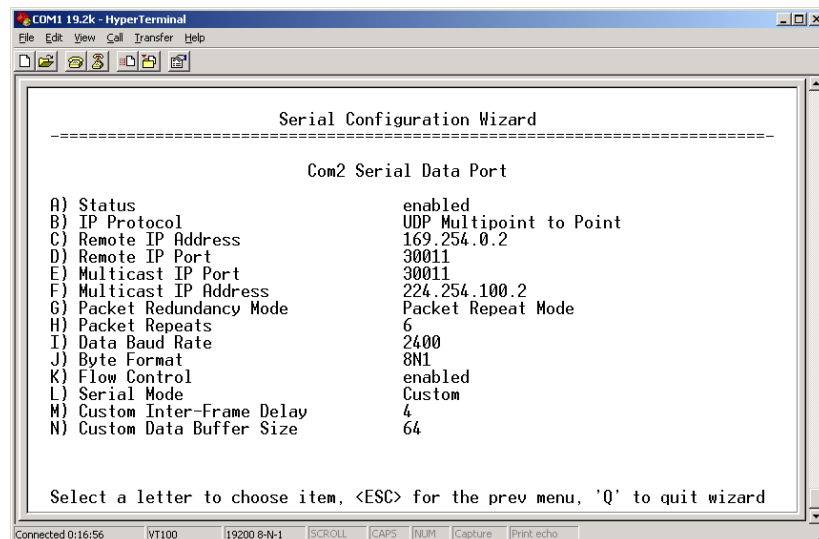 COM1 19.2k - HyperTerminal
File Edit View Call Transfer Help
Serial Configuration Wizard
-==========================================================================-
Com2 Serial Data Port
A) Status enabled
B) IP Protocol UDP Multipoint to Point
C) Remote IP Address 169.254.0.2
D) Remote IP Port 30011
E) Multicast IP Port 30011
F) Multicast IP Address 224.254.100.2
G) Packet Redundancy Mode Packet Repeat Mode
H) Packet Repeats 6
I) Data Baud Rate 2400
J) Byte Format 8N1
K) Flow Control enabled
L) Serial Mode Custom
M) Custom Inter-Frame Delay 4
N) Custom Data Buffer Size 64
Select a letter to choose item, <ESC> for the prev menu, 'Q' to quit wizard
Connected 0:16:56 VT100 19200 8-N-1 SCROLL CAPS NUM Capture Print echo